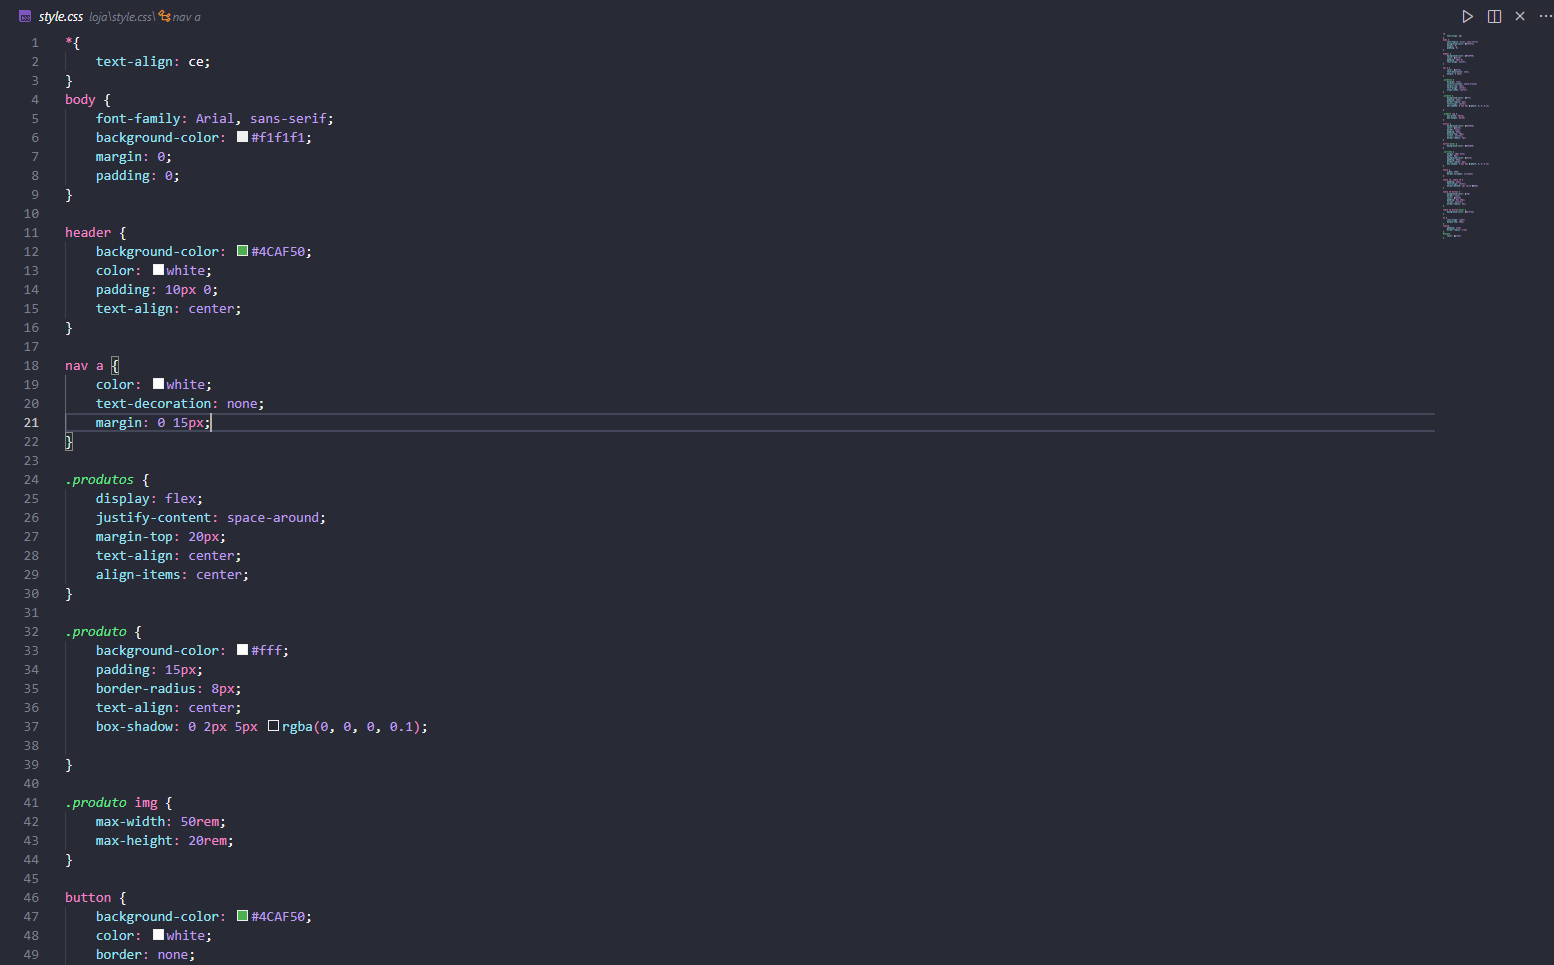 style.css loja\style.css\ nav a
1 *{
2 text-align: ce;
3 }
4 body {
5 font-family: Arial, sans-serif;
6 background-color: #f1f1f1;
7 margin: 0;
8 padding: 0;
9 }
10
11 header {
12 background-color: #4CAF50;
13 color: white;
14 padding: 10px 0;
15 text-align: center;
16 }
17
18 nav a {
19 color: white;
20 text-decoration: none;
21 margin: 0 15px;
22 }
23
24 .produtos {
25 display: flex;
26 justify-content: space-around;
27 margin-top: 20px;
28 text-align: center;
29 align-items: center;
30 }
31
32 .produto {
33 background-color: #fff;
34 padding: 15px;
35 border-radius: 8px;
36 text-align: center;
37 box-shadow: 0 2px 5px rgba(0, 0, 0, 0.1);
38
39 }
40
41 .produto img {
42 max-width: 50rem;
43 max-height: 20rem;
44 }
45
46 button {
47 background-color: #4CAF50;
48 color: white;
49 border: none;